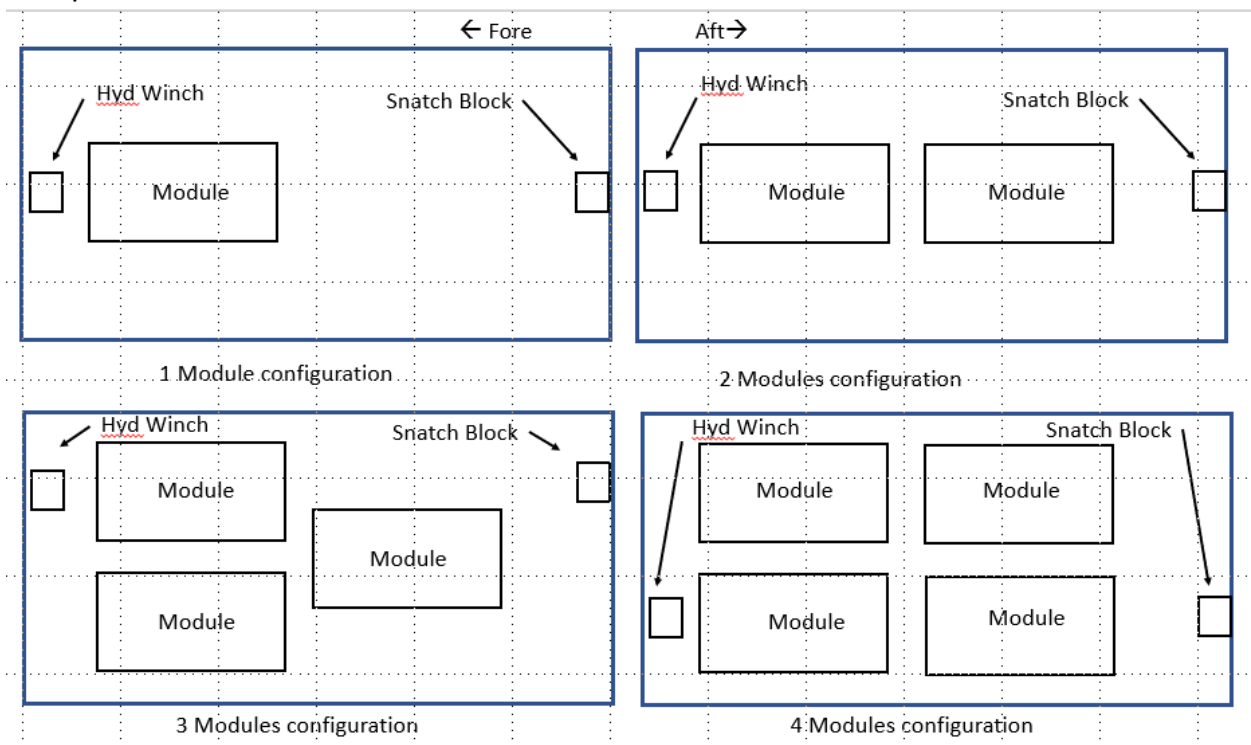 ← Fore
Aft→
Hyd Winch
Snatch Block
Module
1 Module configuration
Hyd Winch
Snatch Block
Module
Module
2 Modules configuration
Hyd Winch
Snatch Block
Module
Module
Module
3 Modules configuration
Hyd Winch
Snatch Block
Module
Module
Module
Module
4 Modules configuration